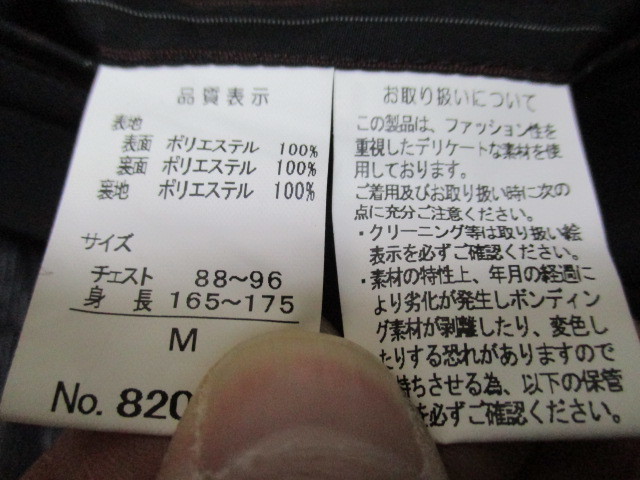 品質表示
表地
表面 ポリエステル 100%
裏面 ポリエステル 100%
裏地 ポリエステル 100%
サイズ
チェスト 88～96
身長 165～175
M
No. 820
お取り扱いについて
この製品は、ファッション性を
重視したデリケートな素材を使
用しております。
ご着用及びお取り扱い時に次の
点に充分ご注意ください。
・クリーニング等は取り扱い絵
表示を必ずご確認ください。
・素材の特性上、年月の経過に
より劣化が発生しボンディン
グ素材が剥離したり、変色し
たりする恐れがありますので
持ちさせる為、以下の保管
を必ずご確認ください。